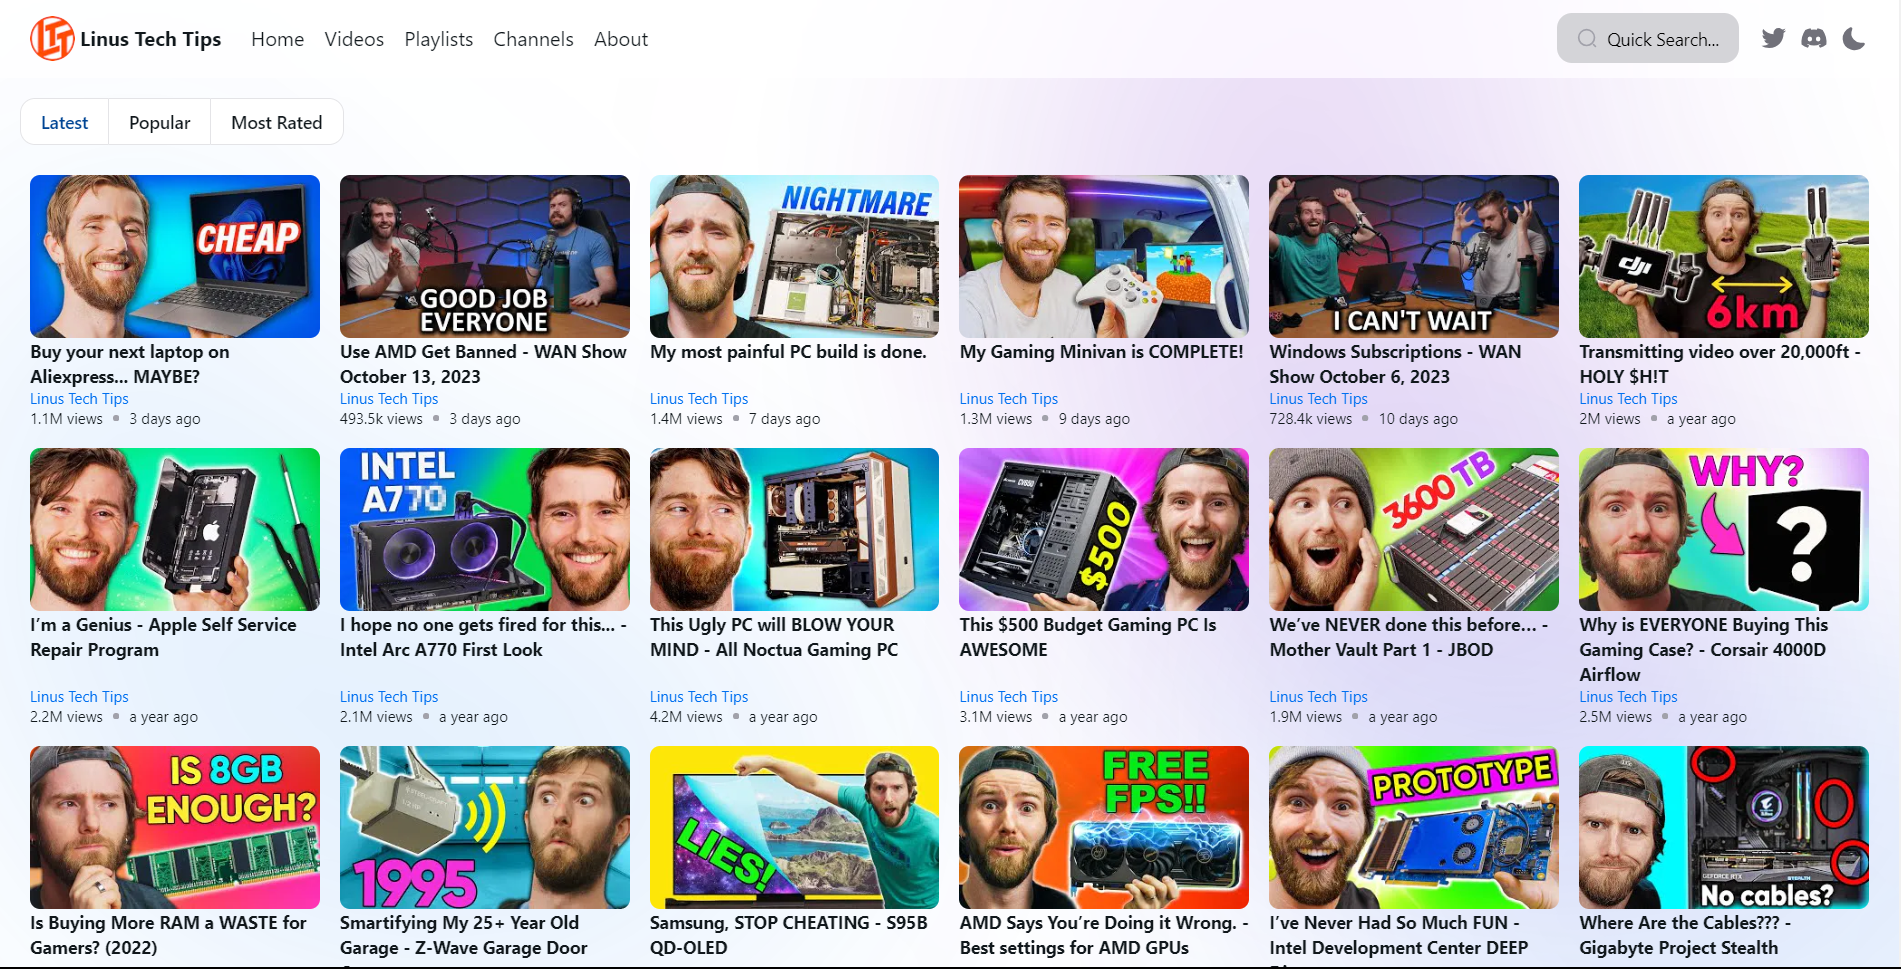 Linus Tech Tips Home Videos Playlists Channels About Quick Search...
Latest Popular Most Rated
CHEAP
GOOD JOB
EVERYONE
NIGHTMARE
I CAN'T WAIT
dji
6km
Buy your next laptop on
Aliexpress... MAYBE?
Linus Tech Tips
1.1M views • 3 days ago
Use AMD Get Banned - WAN Show
October 13, 2023
Linus Tech Tips
493.5k views • 3 days ago
My most painful PC build is done.
Linus Tech Tips
1.4M views • 7 days ago
My Gaming Minivan is COMPLETE!
Linus Tech Tips
1.3M views • 9 days ago
Windows Subscriptions - WAN
Show October 6, 2023
Linus Tech Tips
728.4k views • 10 days ago
Transmitting video over 20,000ft -
HOLY $H!T
Linus Tech Tips
2M views • a year ago
INTEL
A770
$500
3600 TB
WHY?
?
I’m a Genius - Apple Self Service
Repair Program
Linus Tech Tips
2.2M views • a year ago
I hope no one gets fired for this... -
Intel Arc A770 First Look
Linus Tech Tips
2.1M views • a year ago
This Ugly PC will BLOW YOUR
MIND - All Noctua Gaming PC
Linus Tech Tips
4.2M views • a year ago
This $500 Budget Gaming PC Is
AWESOME
Linus Tech Tips
3.1M views • a year ago
We’ve NEVER done this before… -
Mother Vault Part 1 - JBOD
Linus Tech Tips
1.9M views • a year ago
Why is EVERYONE Buying This
Gaming Case? - Corsair 4000D
Airflow
Linus Tech Tips
2.5M views • a year ago
IS 8GB
ENOUGH?
1995
LIES!
FREE
FPS!!
PROTOTYPE
GEFORCE RTX
STEALTH
No cables?
Is Buying More RAM a WASTE for
Gamers? (2022)
Smartifying My 25+ Year Old
Garage - Z-Wave Garage Door
Samsung, STOP CHEATING - S95B
QD-OLED
AMD Says You’re Doing it Wrong. -
Best settings for AMD GPUs
I’ve Never Had So Much FUN -
Intel Development Center DEEP
Where Are the Cables??? -
Gigabyte Project Stealth